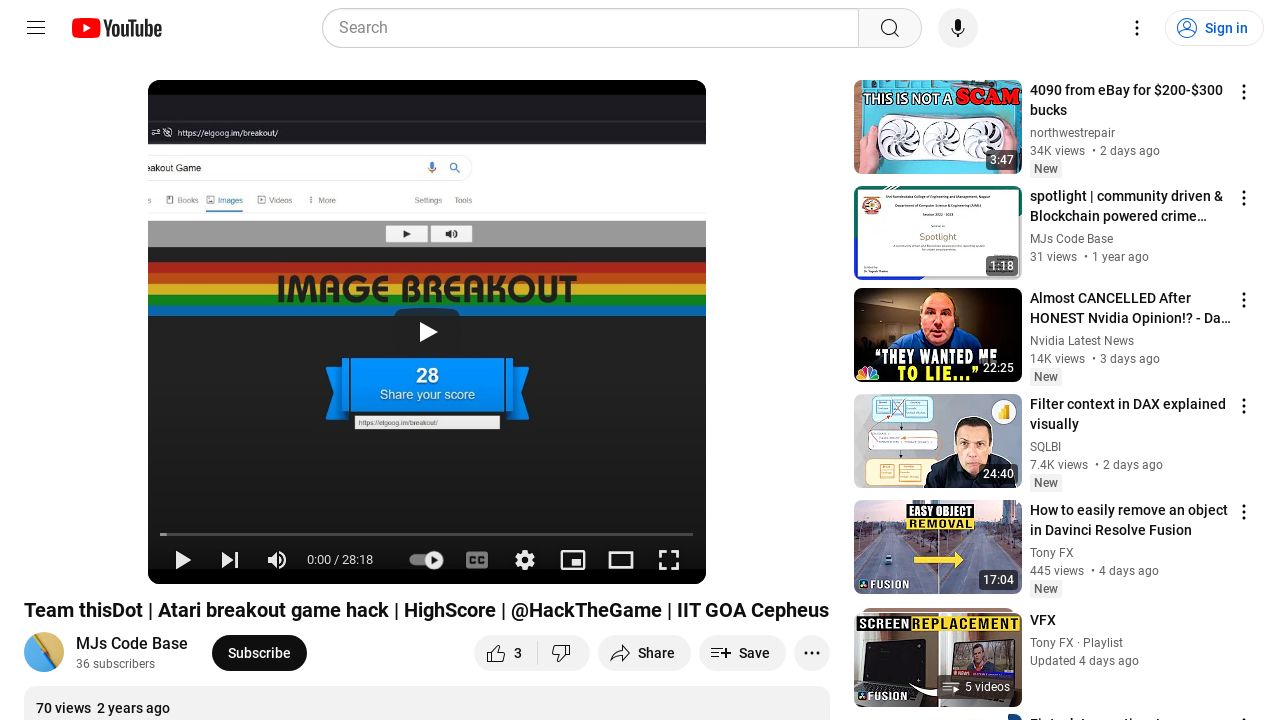 YouTube
Search
Sign in
https://elgoog.im/breakout/
eakout Game
Books
Images
Videos
More
Settings
Tools
IMAGE BREAKOUT
28
Share your score
https://elgoog.im/breakout/
0:00 / 28:18
CC
Team thisDot | Atari breakout game hack | HighScore | @HackTheGame | IIT GOA Cepheus
MJs Code Base
36 subscribers
Subscribe
3
Share
Save
70 views 2 years ago
THIS IS NOT A SCAM
3:47
4090 from eBay for $200-$300
bucks
northwestrepair
34K views • 2 days ago
New
Spotlight
1:18
spotlight | community driven &
Blockchain powered crime…
MJs Code Base
31 views • 1 year ago
"THEY WANTED ME
TO LIE..."
22:25
Almost CANCELLED After
HONEST Nvidia Opinion!? - Da…
Nvidia Latest News
14K views • 3 days ago
New
24:40
Filter context in DAX explained
visually
SQLBI
7.4K views • 2 days ago
New
EASY OBJECT
REMOVAL
FUSION
17:04
How to easily remove an object
in Davinci Resolve Fusion
Tony FX
445 views • 4 days ago
New
SCREEN REPLACEMENT
FUSION
5 videos
VFX
Tony FX · Playlist
Updated 4 days ago